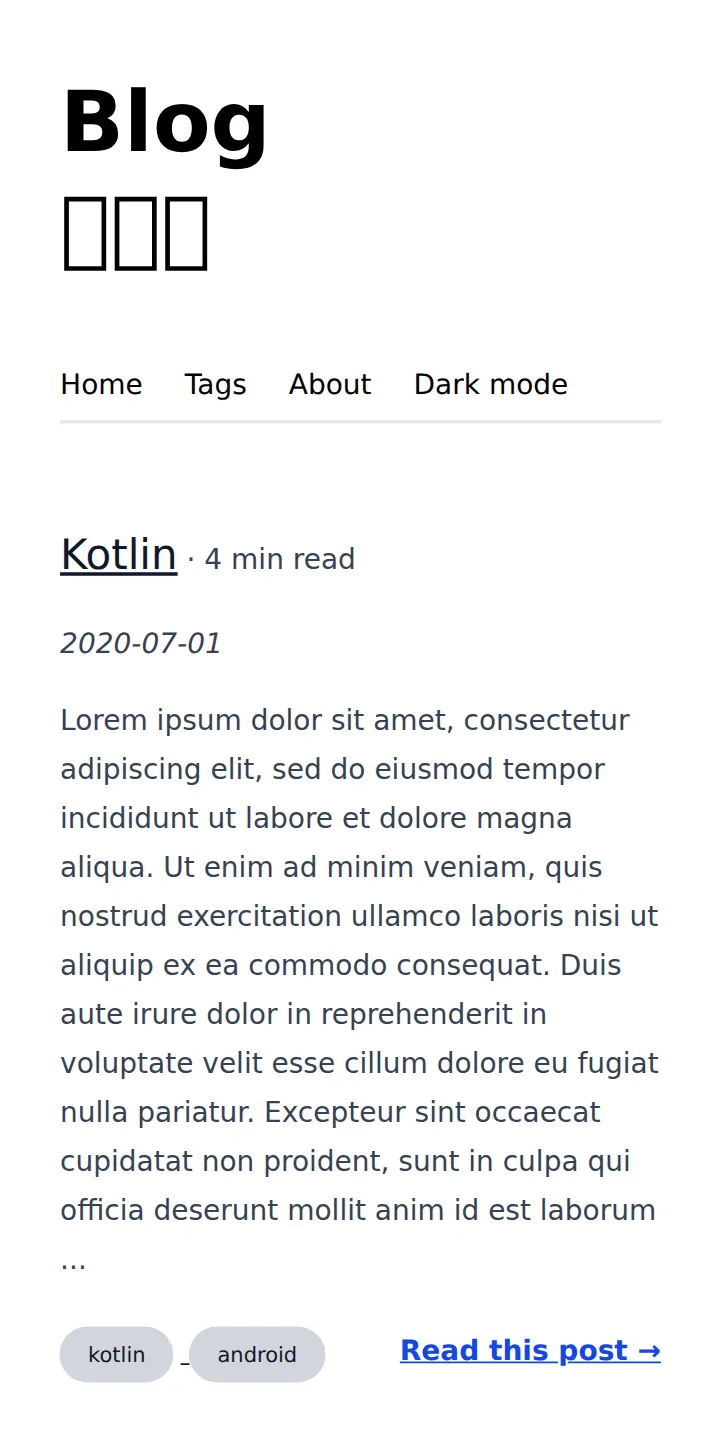 Blog
Home Tags About Dark mode
Kotlin · 4 min read
2020-07-01
Lorem ipsum dolor sit amet, consectetur
adipiscing elit, sed do eiusmod tempor
incididunt ut labore et dolore magna
aliqua. Ut enim ad minim veniam, quis
nostrud exercitation ullamco laboris nisi ut
aliquip ex ea commodo consequat. Duis
aute irure dolor in reprehenderit in
voluptate velit esse cillum dolore eu fugiat
nulla pariatur. Excepteur sint occaecat
cupidatat non proident, sunt in culpa qui
officia deserunt mollit anim id est laborum
...
kotlin android Read this post →